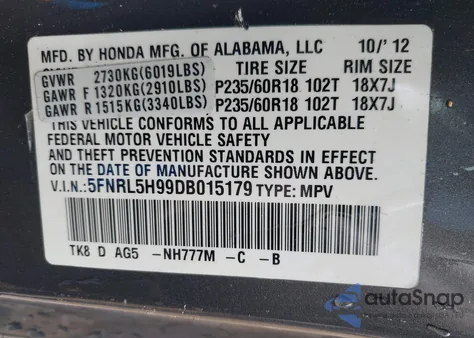 MFD. BY HONDA MFG. OF ALABAMA, LLC 10/'12
GVWR 2730KG(6019LBS) TIRE SIZE RIM SIZE
GAWR F 1320KG(2910LBS) P235/60R18 102T 18X7J
GAWR R 1515KG(3340LBS) P235/60R18 102T 18X7J
THIS VEHICLE CONFORMS TO ALL APPLICABLE
FEDERAL MOTOR VEHICLE SAFETY
AND THEFT PREVENTION STANDARDS IN EFFECT
ON THE DATE OF MANUFACTURE SHOWN ABOVE.
V.I.N.: 5FNRL5H99DB015179 TYPE: MPV
TK8 D AG5 -NH777M -C -B
autoSnap